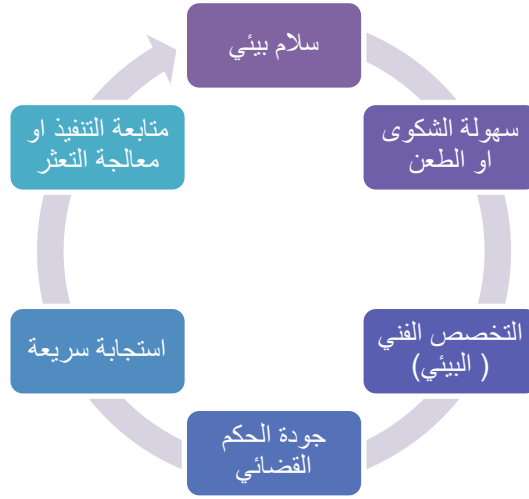 سلام بيئي
سهولة الشكوى
او الطعن
التخصص الفني
( البيئي)
جودة الحكم
القضائي
استجابة سريعة
متابعة التنفيذ او
معالجة التعثر